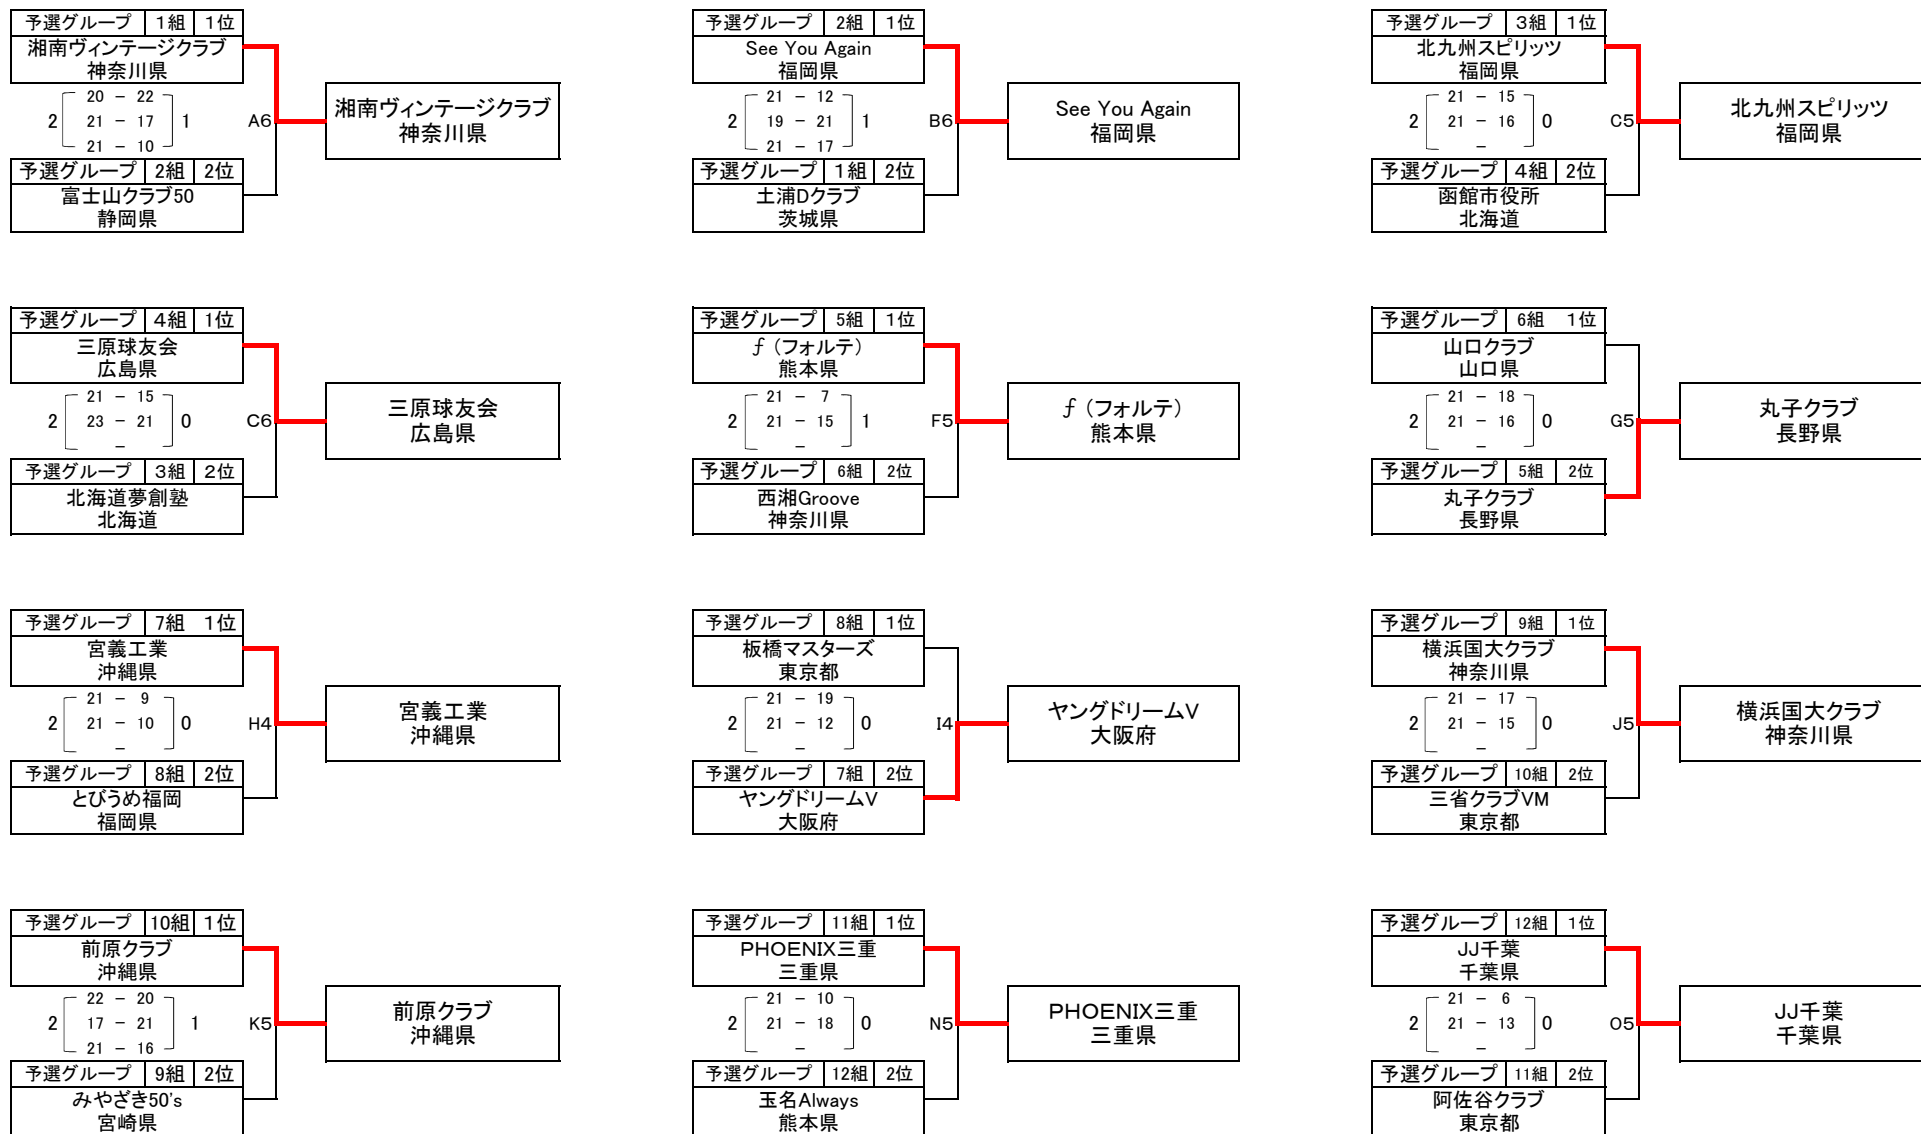 予選グループ 1組 1位
湘南ヴィンテージクラブ
神奈川県
20 － 22
2 21 － 17 1 A6
21 － 10
予選グループ 2組 2位
富士山クラブ50
静岡県
湘南ヴィンテージクラブ
神奈川県
予選グループ 2組 1位
See You Again
福岡県
21 － 12
2 19 － 21 1 B6
21 － 17
予選グループ 1組 2位
土浦Dクラブ
茨城県
See You Again
福岡県
予選グループ 3組 1位
北九州スピリッツ
福岡県
21 － 15
2 21 － 16 0 C5
－
予選グループ 4組 2位
函館市役所
北海道
北九州スピリッツ
福岡県
予選グループ 4組 1位
三原球友会
広島県
21 － 15
2 23 － 21 0 C6
－
予選グループ 3組 2位
北海道夢創塾
北海道
三原球友会
広島県
予選グループ 5組 1位
ｆ（フォルテ）
熊本県
21 － 7
2 21 － 15 1 F5
－
予選グループ 6組 2位
西湘Groove
神奈川県
ｆ（フォルテ）
熊本県
予選グループ 6組 1位
山口クラブ
山口県
21 － 18
2 21 － 16 0 G5
－
予選グループ 5組 2位
丸子クラブ
長野県
丸子クラブ
長野県
予選グループ 7組 1位
宮義工業
沖縄県
21 － 9
2 21 － 10 0 H4
－
予選グループ 8組 2位
とびうめ福岡
福岡県
宮義工業
沖縄県
予選グループ 8組 1位
板橋マスターズ
東京都
21 － 19
2 21 － 12 0 I4
－
予選グループ 7組 2位
ヤングドリームV
大阪府
ヤングドリームV
大阪府
予選グループ 9組 1位
横浜国大クラブ
神奈川県
21 － 17
2 21 － 15 0 J5
－
予選グループ 10組 2位
三省クラブVM
東京都
横浜国大クラブ
神奈川県
予選グループ 10組 1位
前原クラブ
沖縄県
22 － 20
2 17 － 21 1 K5
21 － 16
予選グループ 9組 2位
みやざき50's
宮崎県
前原クラブ
沖縄県
予選グループ 11組 1位
PHOENIX三重
三重県
21 － 10
2 21 － 18 0 N5
－
予選グループ 12組 2位
玉名Always
熊本県
PHOENIX三重
三重県
予選グループ 12組 1位
JJ千葉
千葉県
21 － 6
2 21 － 13 0 O5
－
予選グループ 11組 2位
阿佐谷クラブ
東京都
JJ千葉
千葉県